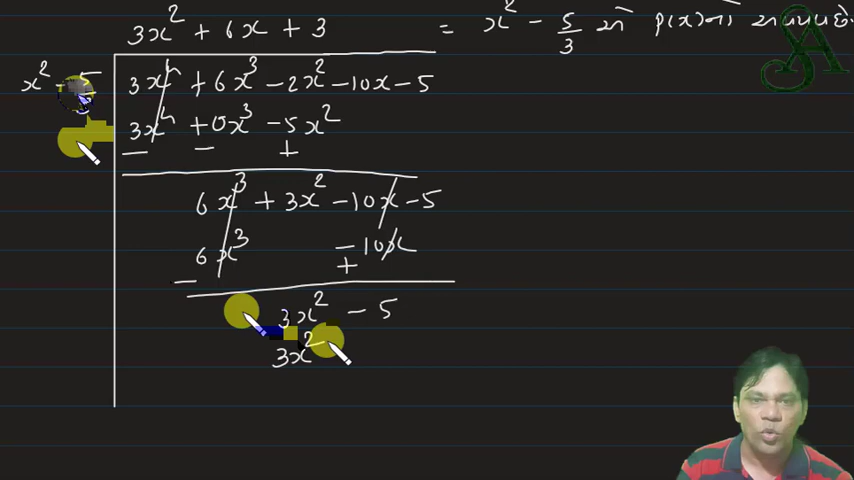 3x² + 6x + 3 = x² - 5/3 એ p(x)નો અવયવ છે.
x² - 5 | 3x⁴ + 6x³ - 2x² - 10x - 5
3x⁴ + 0x³ - 5x²
− − +
6x³ + 3x² - 10x - 5
6x³ - 10x
− +
3x² - 5
3x²